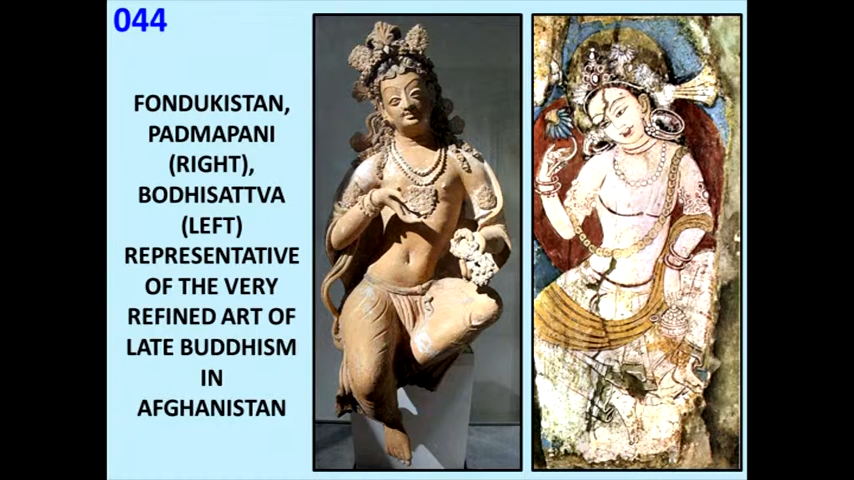 044
FONDUKISTAN,
PADMAPANI
(RIGHT),
BODHISATTVA
(LEFT)
REPRESENTATIVE
OF THE VERY
REFINED ART OF
LATE BUDDHISM
IN
AFGHANISTAN